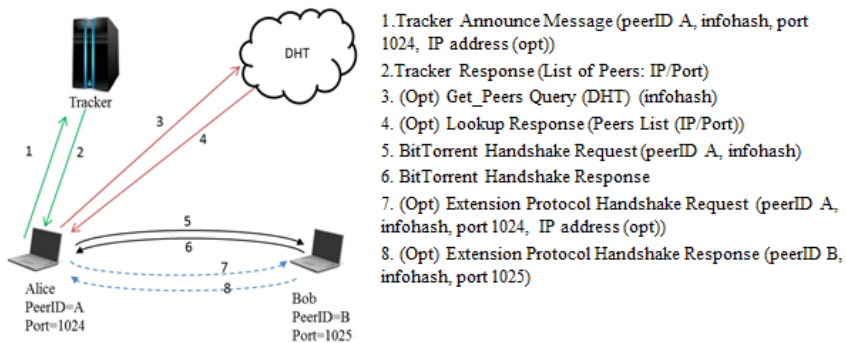 DHT
Tracker
1
2
3
4
5
6
7
8
Alice
PeerID=A
Port=1024
Bob
PeerID=B
Port=1025
1.Tracker Announce Message (peerID A, infohash, port
1024, IP address (opt))
2.Tracker Response (List of Peers: IP/Port)
3. (Opt) Get_Peers Query (DHT) (infohash)
4. (Opt) Lookup Response (Peers List (IP/Port))
5. BitTorrent Handshake Request (peerID A, infohash)
6. BitTorrent Handshake Response
7. (Opt) Extension Protocol Handshake Request (peerID A,
infohash, port 1024, IP address (opt))
8. (Opt) Extension Protocol Handshake Response (peerID B,
infohash, port 1025)